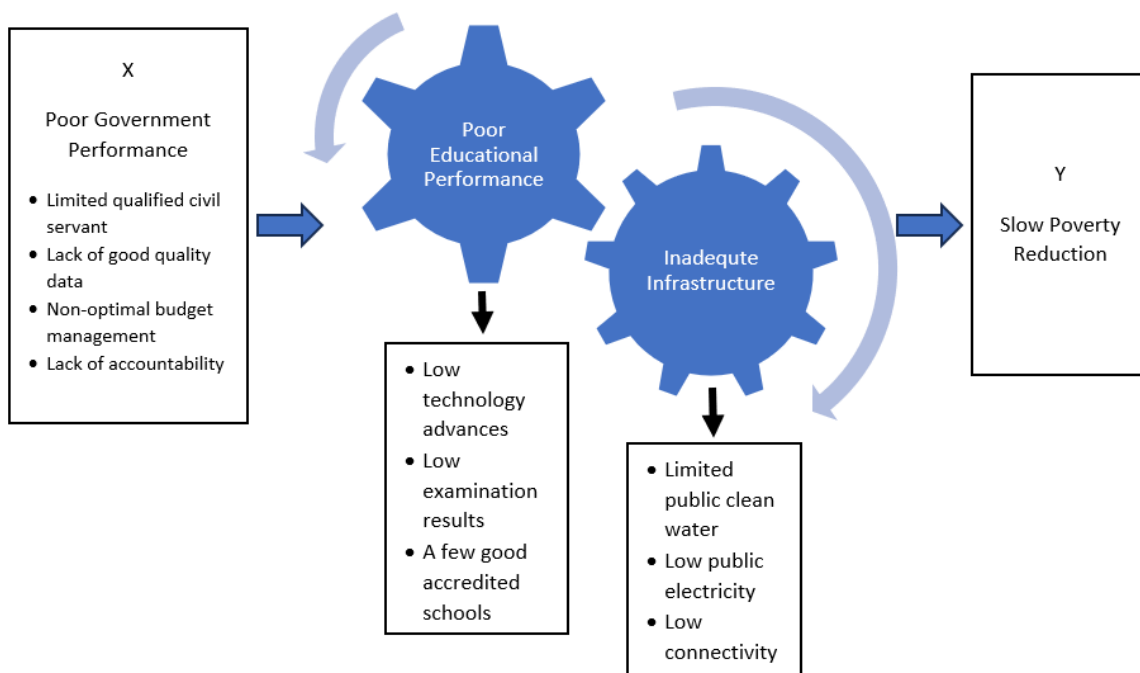 X
Poor Government
Performance
• Limited qualified civil
servant
• Lack of good quality
data
• Non-optimal budget
management
• Lack of accountability
Poor
Educational
Performance
• Low
technology
advances
• Low
examination
results
• A few good
accredited
schools
Inadequte
Infrastructure
• Limited
public clean
water
• Low public
electricity
• Low
connectivity
Y
Slow Poverty
Reduction